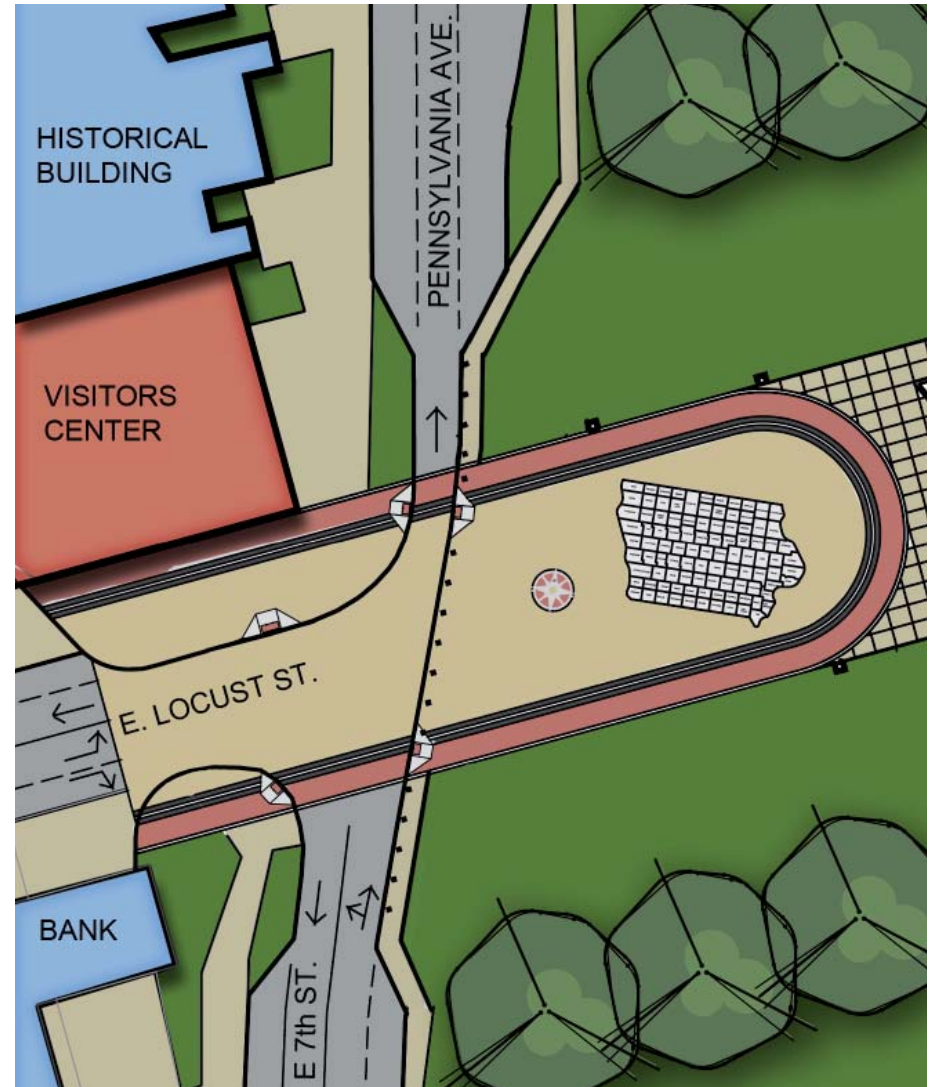 HISTORICAL
BUILDING
PENNSYLVANIA AVE.
VISITORS
CENTER
E. LOCUST ST.
BANK
E 7th ST.